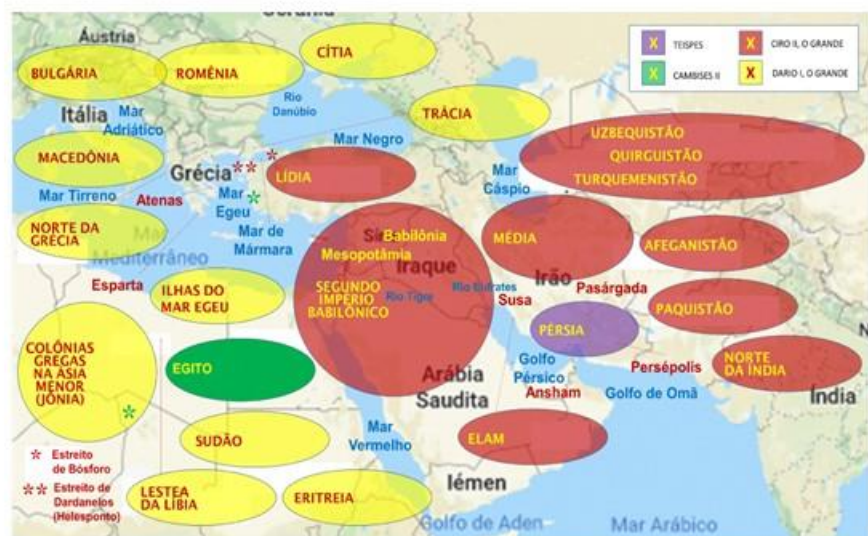 Ucrânia
Áustria
BULGÁRIA
ROMÊNIA
CÍTIA
X TEISPES
X CIRO II, O GRANDE
X CAMBISES II
X DARIO I, O GRANDE
Itália
Mar
Adriático
Rio
Danúbio
TRÁCIA
Mar Negro
MACEDÔNIA
Grécia **
*
LÍDIA
UZBEQUISTÃO
QUIRGUISTÃO
TURQUEMENISTÃO
Mar
Cáspio
Mar Tirreno
Atenas
Mar
Egeu
*
NORTE DA
GRÉCIA
Mar de
Mármara
Mediterrâneo
Babilônia
Mesopotâmia
Iraque
MÉDIA
AFEGANISTÃO
Irão
Esparta
ILHAS DO
MAR EGEU
SEGUNDO
IMPÉRIO
BABILÔNICO
Rio Tigre
Rio Eufrates
Susa
Pasárgada
PAQUISTÃO
PÉRSIA
COLÔNIAS
GREGAS
NA ÁSIA
MENOR
(JÔNIA)
*
EGITO
Golfo
Pérsico
Persépolis
NORTE
DA ÍNDIA
Arábia
Saudita
Ansham
Golfo de Omã
Índia
SUDÃO
Mar
Vermelho
ELAM
* Estreito
de Bósforo
** Estreito de
Dardanelos
(Helesponto)
LESTEA
DA LÍBIA
ERITREIA
Iémen
Golfo de Aden
Mar Arábico